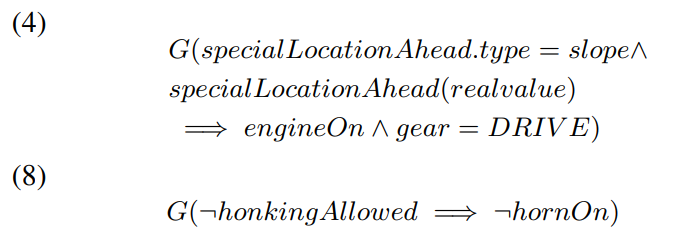 (4)
G(specialLocationAhead.type = slope∧
specialLocationAhead(realvalue)
⟹ engineOn ∧ gear = DRIVE)
(8)
G(¬honkingAllowed ⟹ ¬hornOn)